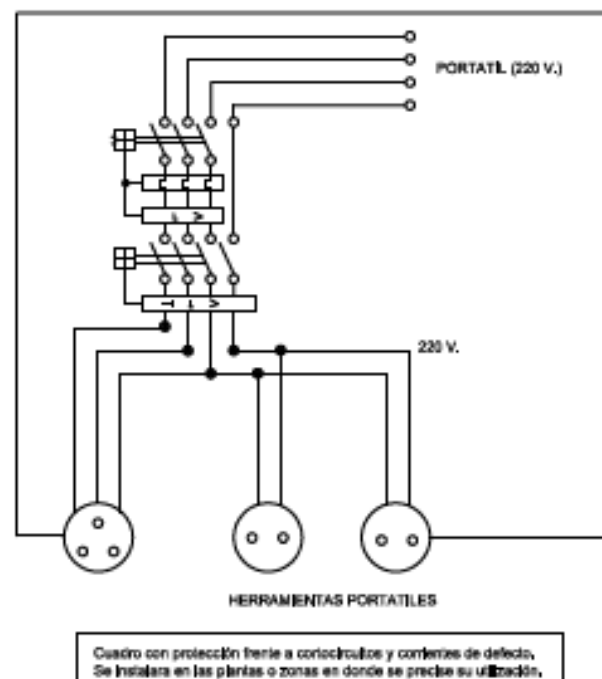 PORTATÍL (220 V.)
220 V.
HERRAMIENTAS PORTATILES
Cuadro con protección frente a cortocircuitos y corrientes de defecto.
Se instalara en las plantas o zonas en donde se precise su utilización.